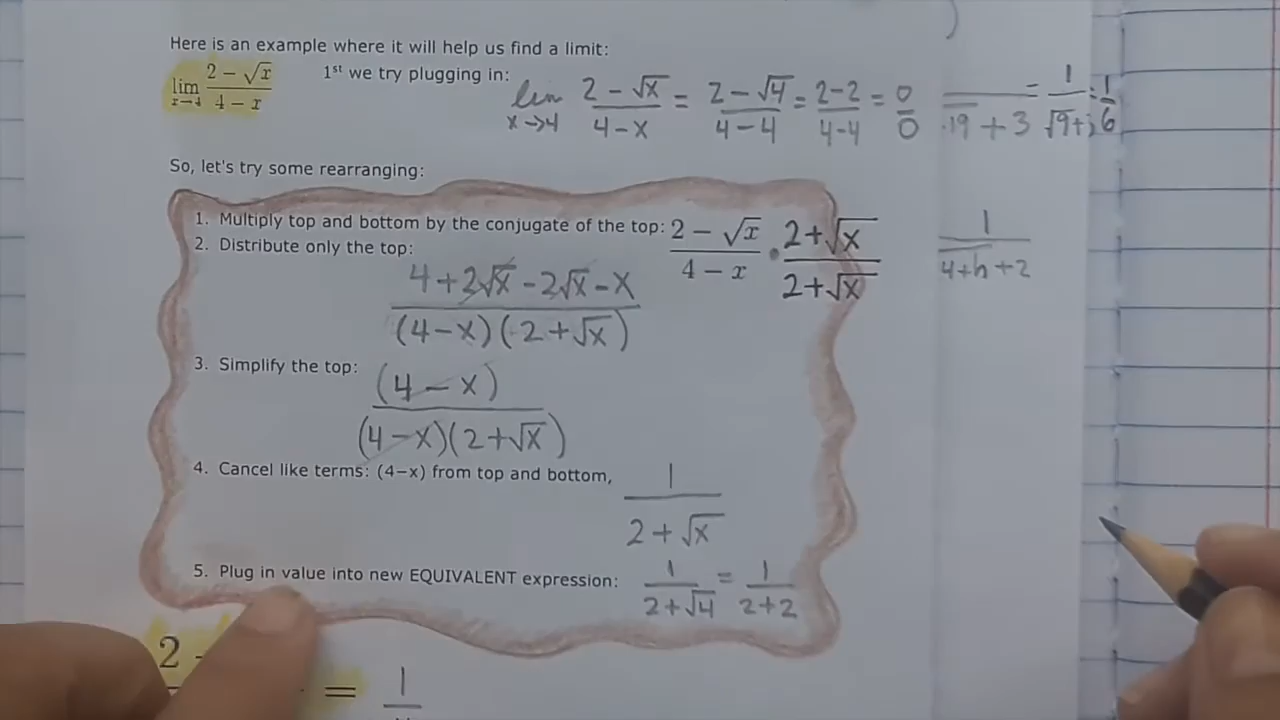 Here is an example where it will help us find a limit:
lim x→4 (2 − √x)/(4 − x)
1st we try plugging in:
lim x→4 (2 − √x)/(4 − x) = (2 − √4)/(4 − 4) = (2-2)/(4-4) = 0/0
So, let's try some rearranging:
1. Multiply top and bottom by the conjugate of the top: (2 − √x)/(4 − x) · (2+√x)/(2+√x)
2. Distribute only the top:
(4+2√x − 2√x − x)/((4−x)(2+√x))
3. Simplify the top:
(4 − x)/((4−x)(2+√x))
4. Cancel like terms: (4−x) from top and bottom,
1/(2+√x)
5. Plug in value into new EQUIVALENT expression: 1/(2+√4) = 1/(2+2)
2
= 1
= 1/
= 1/6
1/(4+h+2)